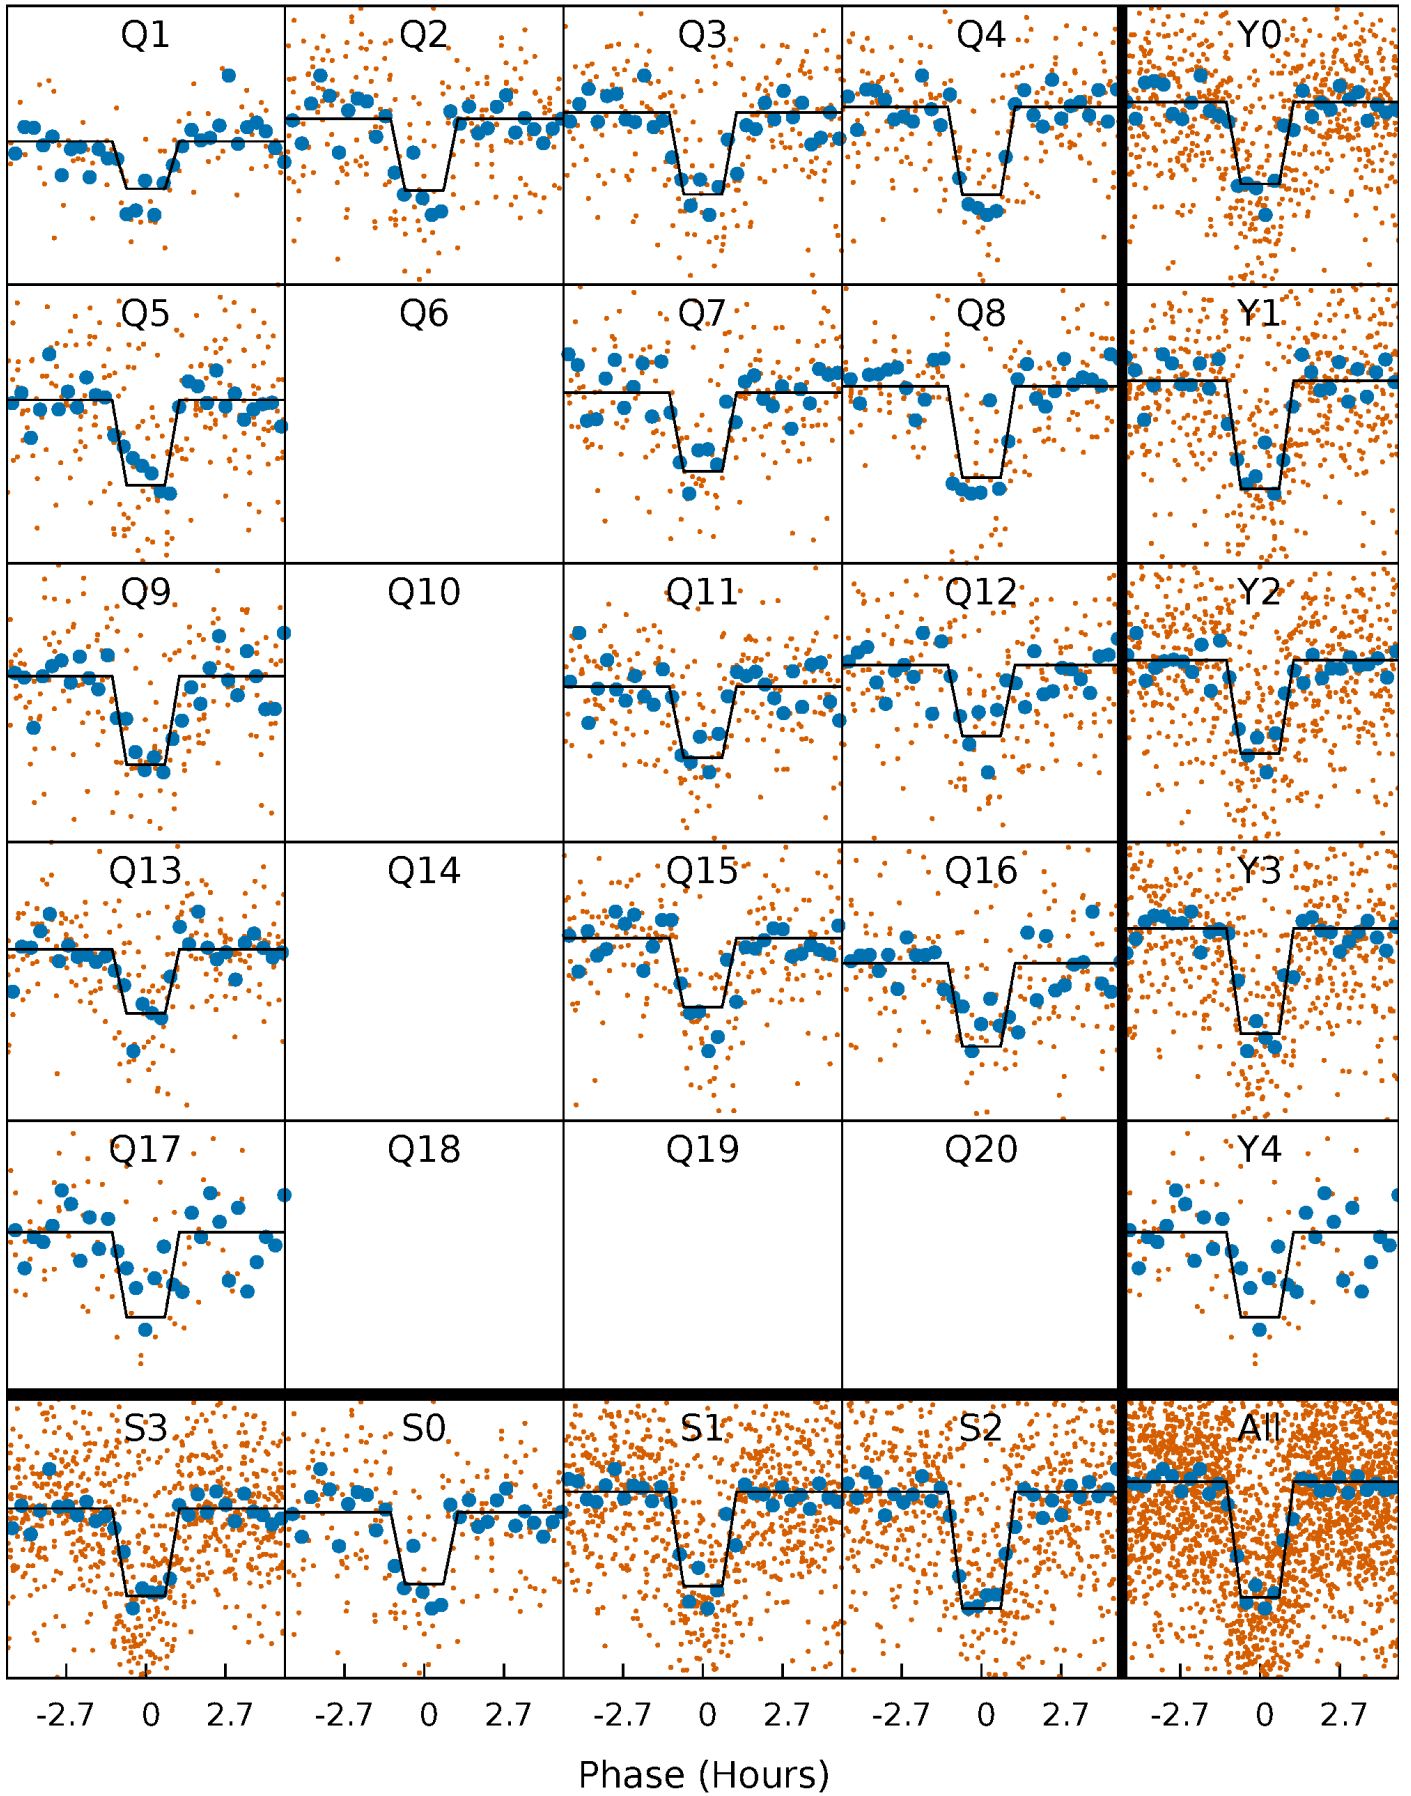 Q1 Q2 Q3 Q4 Y0
Q5 Q6 Q7 Q8 Y1
Q9 Q10 Q11 Q12 Y2
Q13 Q14 Q15 Q16 Y3
Q17 Q18 Q19 Q20 Y4
S3 S0 S1 S2 All
-2.7 0 2.7 -2.7 0 2.7 -2.7 0 2.7 -2.7 0 2.7 -2.7 0 2.7
Phase (Hours)